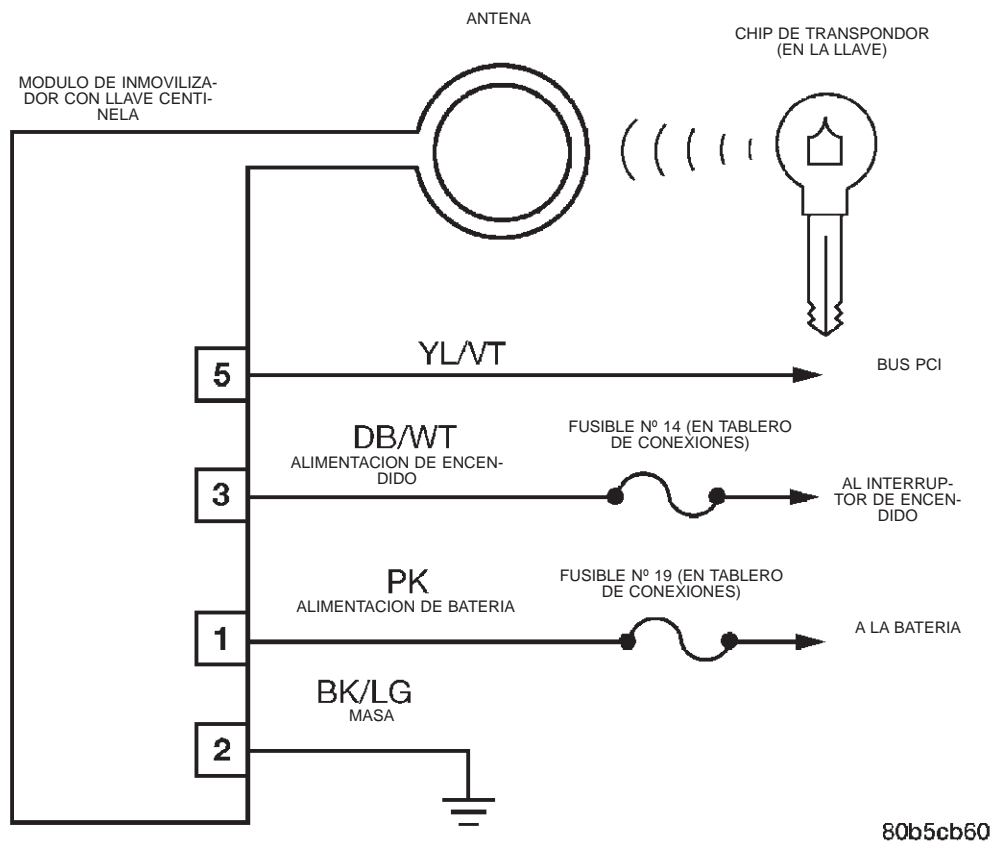 ANTENA
CHIP DE TRANSPONDOR
(EN LA LLAVE)
MODULO DE INMOVILIZA-
DOR CON LLAVE CENTI-
NELA
5
YL/VT
BUS PCI
3
DB/WT
ALIMENTACION DE ENCEN-
DIDO
FUSIBLE Nº 14 (EN TABLERO
DE CONEXIONES)
AL INTERRUP-
TOR DE ENCEN-
DIDO
1
PK
ALIMENTACION DE BATERIA
FUSIBLE Nº 19 (EN TABLERO
DE CONEXIONES)
A LA BATERIA
2
BK/LG
MASA
80b5cb60